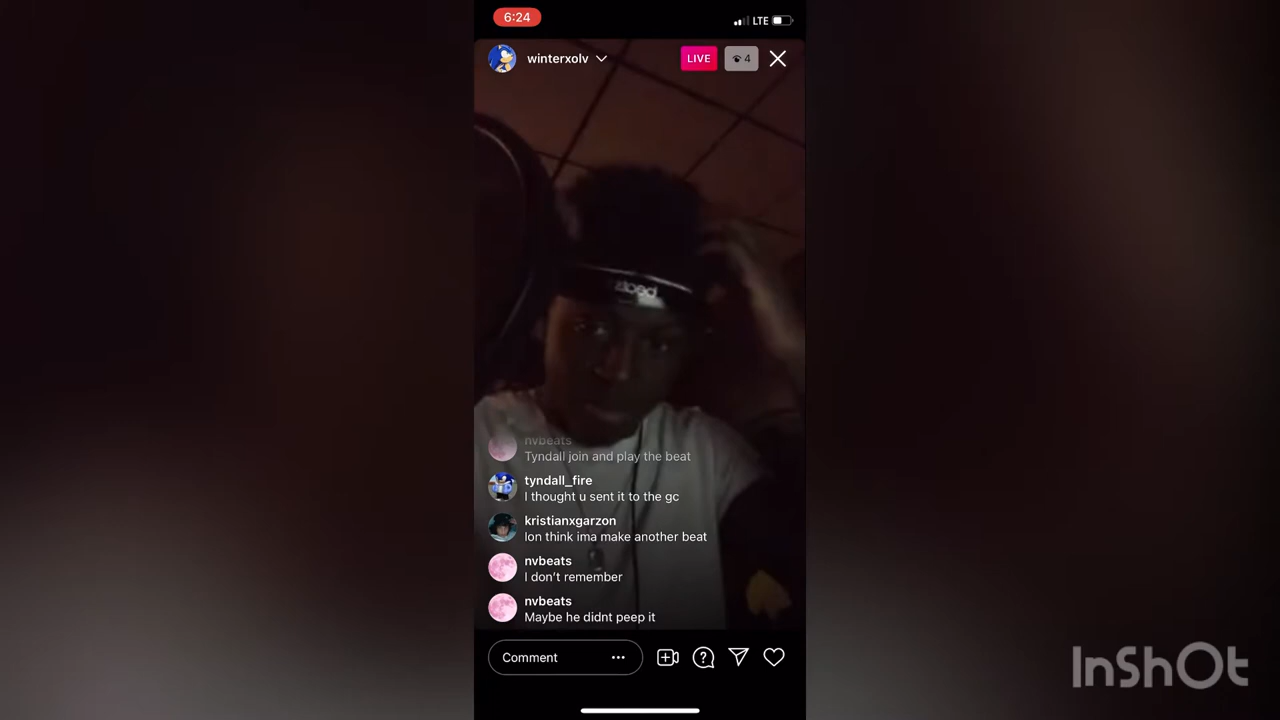 6:24
LTE
winterxolv
LIVE
4
nvbeats
Tyndall join and play the beat
tyndall_fire
I thought u sent it to the gc
kristianxgarzon
Ion think ima make another beat
nvbeats
I don't remember
nvbeats
Maybe he didnt peep it
Comment
InShOt